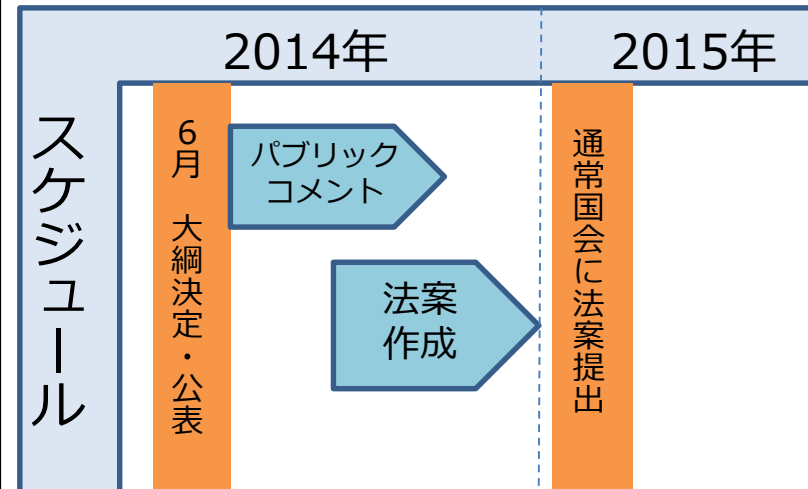 2014年
2015年
スケジュール
6月 大綱決定・公表
パブリック
コメント
法案
作成
通常国会に法案提出